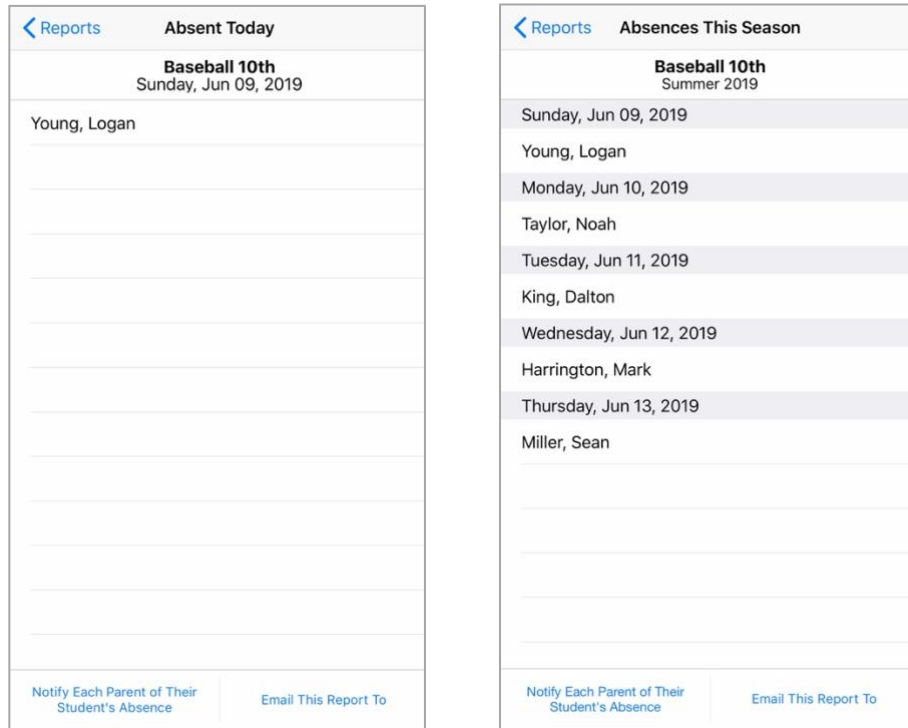 Reports Absent Today
Baseball 10th
Sunday, Jun 09, 2019
Young, Logan
Notify Each Parent of Their
Student's Absence
Email This Report To
Reports Absences This Season
Baseball 10th
Summer 2019
Sunday, Jun 09, 2019
Young, Logan
Monday, Jun 10, 2019
Taylor, Noah
Tuesday, Jun 11, 2019
King, Dalton
Wednesday, Jun 12, 2019
Harrington, Mark
Thursday, Jun 13, 2019
Miller, Sean
Notify Each Parent of Their
Student's Absence
Email This Report To